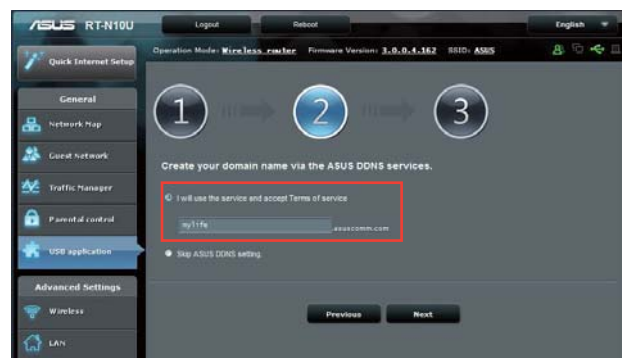 ASUS RT-N10U
Logout
Reboot
English
Quick Internet Setup
Operation Mode: Wireless router Firmware Version: 3.0.0.4.162 SSID: ASUS
General
Network Map
Guest Network
Traffic Manager
Parental control
USB application
Advanced Settings
Wireless
LAN
1
2
3
Create your domain name via the ASUS DDNS services.
I will use the service and accept Terms of service
mylife .asuscomm.com
Skip ASUS DDNS setting.
Previous
Next